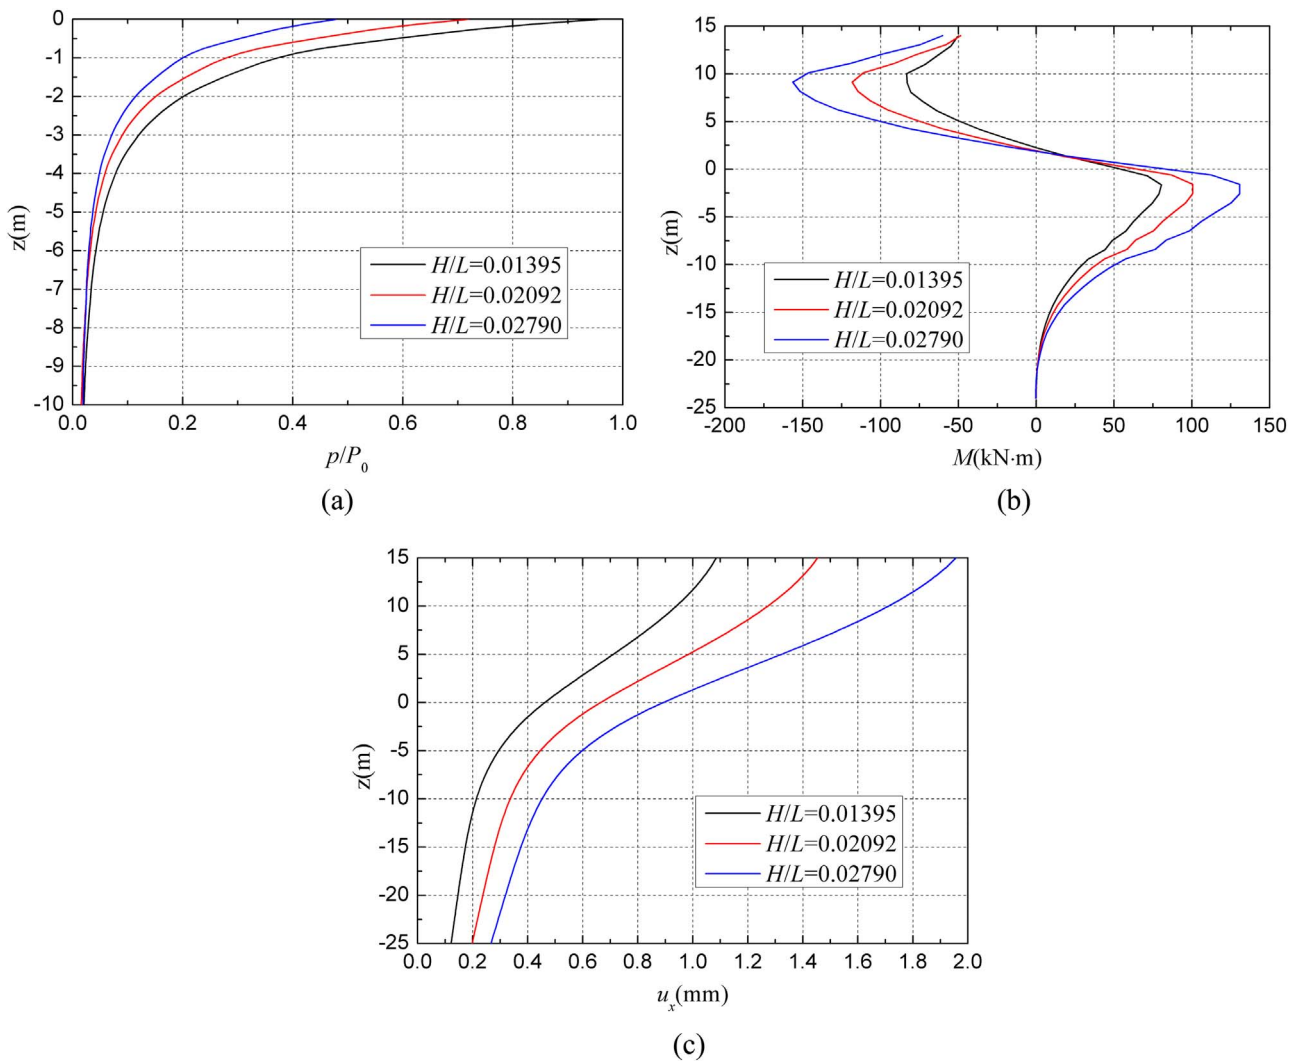 0
-1
-2
-3
-4
-5
-6
-7
-8
-9
-10
z(m)
0.0 0.2 0.4 0.6 0.8 1.0
p/P0
H/L=0.01395
H/L=0.02092
H/L=0.02790
(a)
15
10
5
0
-5
-10
-15
-20
-25
z(m)
-200 -150 -100 -50 0 50 100 150
M(kN·m)
H/L=0.01395
H/L=0.02092
H/L=0.02790
(b)
15
10
5
0
-5
-10
-15
-20
-25
z(m)
0.0 0.2 0.4 0.6 0.8 1.0 1.2 1.4 1.6 1.8 2.0
ux(mm)
H/L=0.01395
H/L=0.02092
H/L=0.02790
(c)